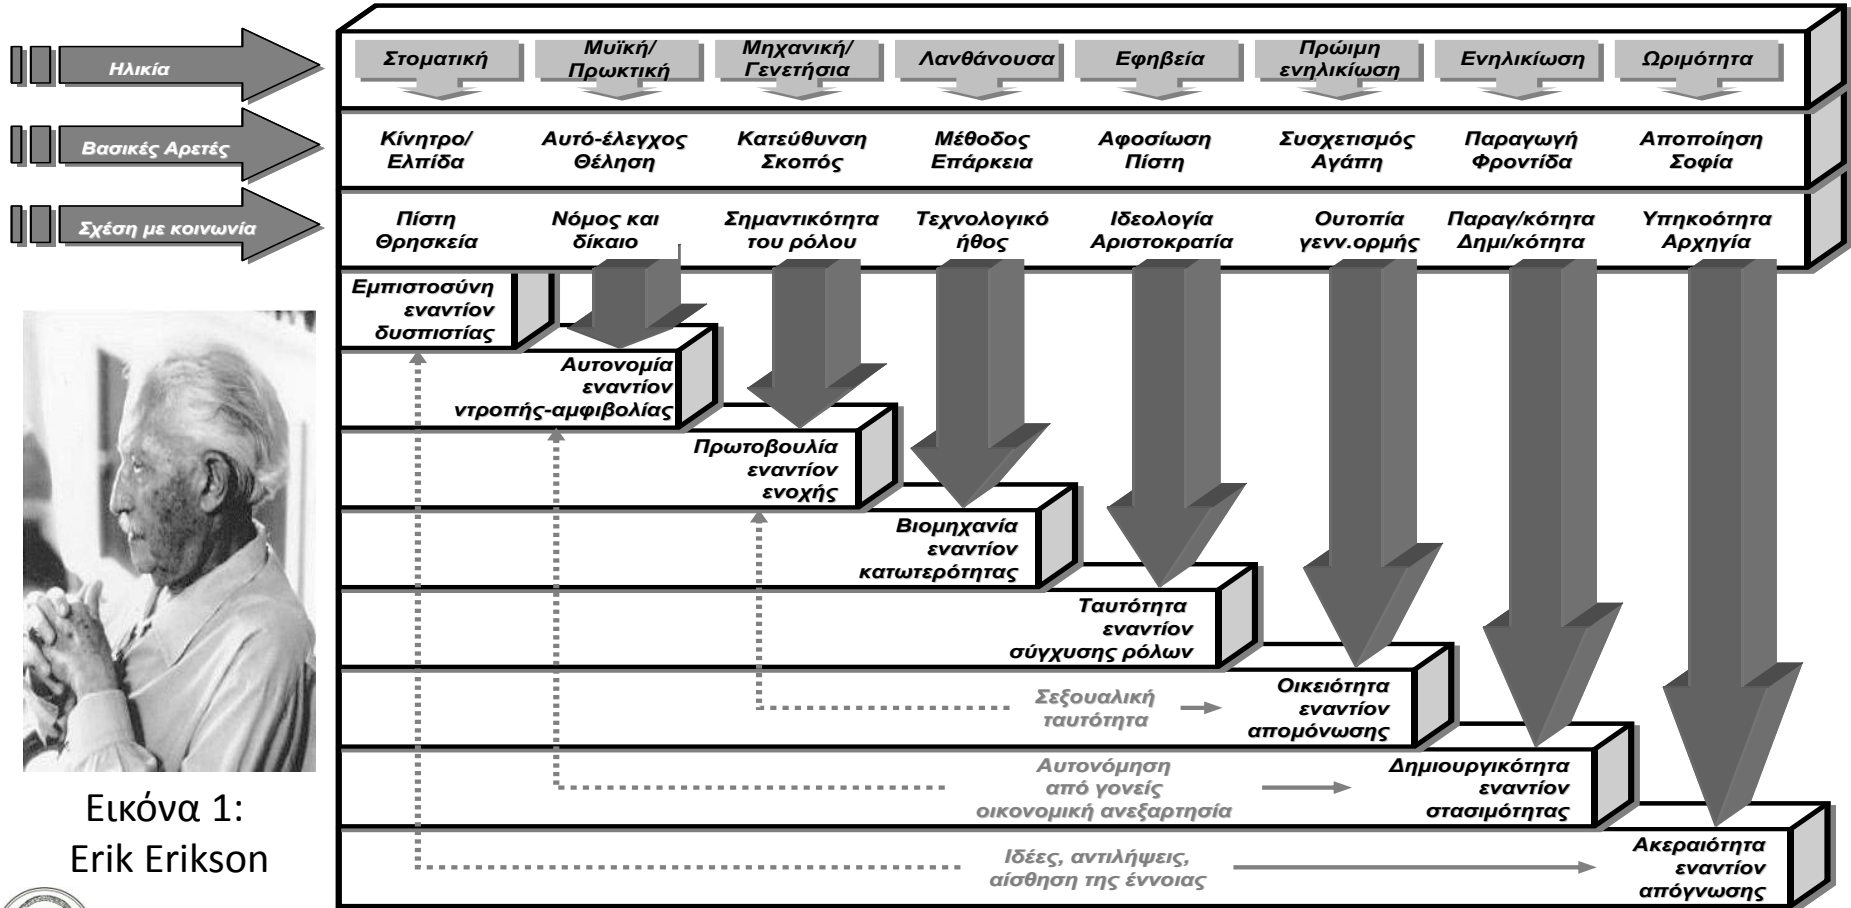 Ηλικία
Στοματική
Μυϊκή/
Πρωκτική
Μηχανική/
Γενετήσια
Λανθάνουσα
Εφηβεία
Πρώιμη
ενηλικίωση
Ενηλικίωση
Ωριμότητα
Βασικές Αρετές
Κίνητρο/
Ελπίδα
Αυτό-έλεγχος
Θέληση
Κατεύθυνση
Σκοπός
Μέθοδος
Επάρκεια
Αφοσίωση
Πίστη
Συσχετισμός
Αγάπη
Παραγωγή
Φροντίδα
Αποποίηση
Σοφία
Σχέση με κοινωνία
Πίστη
Θρησκεία
Νόμος και
δίκαιο
Σημαντικότητα
του ρόλου
Τεχνολογικό
ήθος
Ιδεολογία
Αριστοκρατία
Ουτοπία
γενν.ορμής
Παραγ/κότητα
Δημι/κότητα
Υπηκοότητα
Αρχηγία
Εμπιστοσύνη
εναντίον
δυσπιστίας
Αυτονομία
εναντίον
ντροπής-αμφιβολίας
Πρωτοβουλία
εναντίον
ενοχής
Βιομηχανία
εναντίον
κατωτερότητας
Ταυτότητα
εναντίον
σύγχυσης ρόλων
Σεξουαλική
ταυτότητα
Οικειότητα
εναντίον
απομόνωσης
Αυτονόμηση
από γονείς
οικονομική ανεξαρτησία
Δημιουργικότητα
εναντίον
στασιμότητας
Ιδέες, αντιλήψεις,
αίσθηση της έννοιας
Ακεραιότητα
εναντίον
απόγνωσης
Εικόνα 1:
Erik Erikson